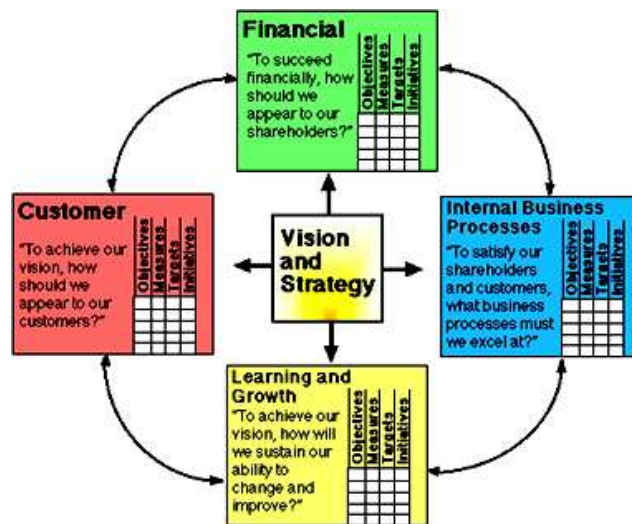 Financial
"To succeed
financially, how
should we
appear to our
shareholders?"
Objectives
Measures
Targets
Initiatives
Customer
"To achieve our
vision, how
should we
appear to our
customers?"
Objectives
Measures
Targets
Initiatives
Vision
and
Strategy
Internal Business
Processes
"To satisfy our
shareholders
and customers,
what business
processes must
we excel at?"
Objectives
Measures
Targets
Initiatives
Learning and
Growth
"To achieve our
vision, how will
we sustain our
ability to
change and
improve?"
Objectives
Measures
Targets
Initiatives